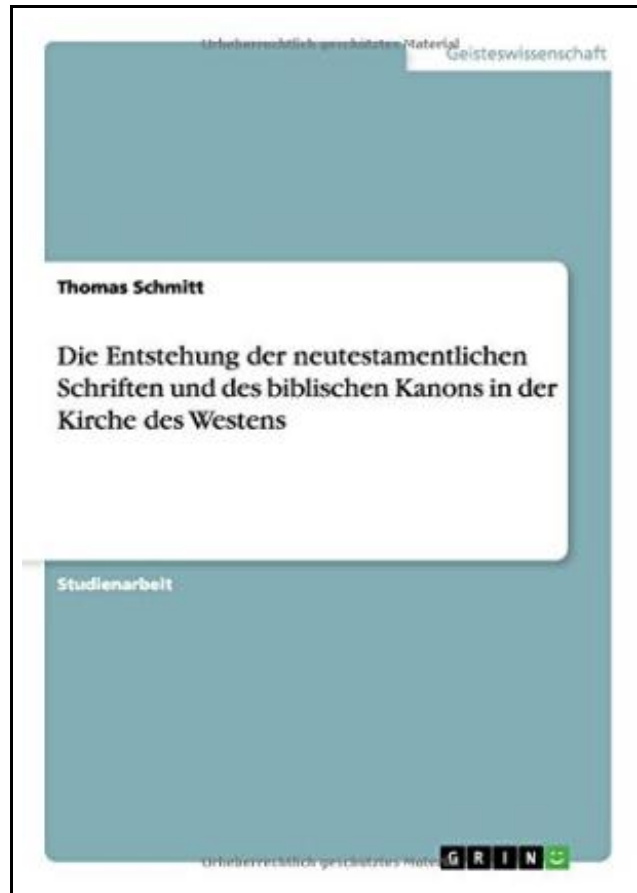 Urheberrechtlich geschütztes Material
Geisteswissenschaft
Thomas Schmitt
Die Entstehung der neutestamentlichen
Schriften und des biblischen Kanons in der
Kirche des Westens
Studienarbeit
Urheberrechtlich geschütztes Mate
GRIN